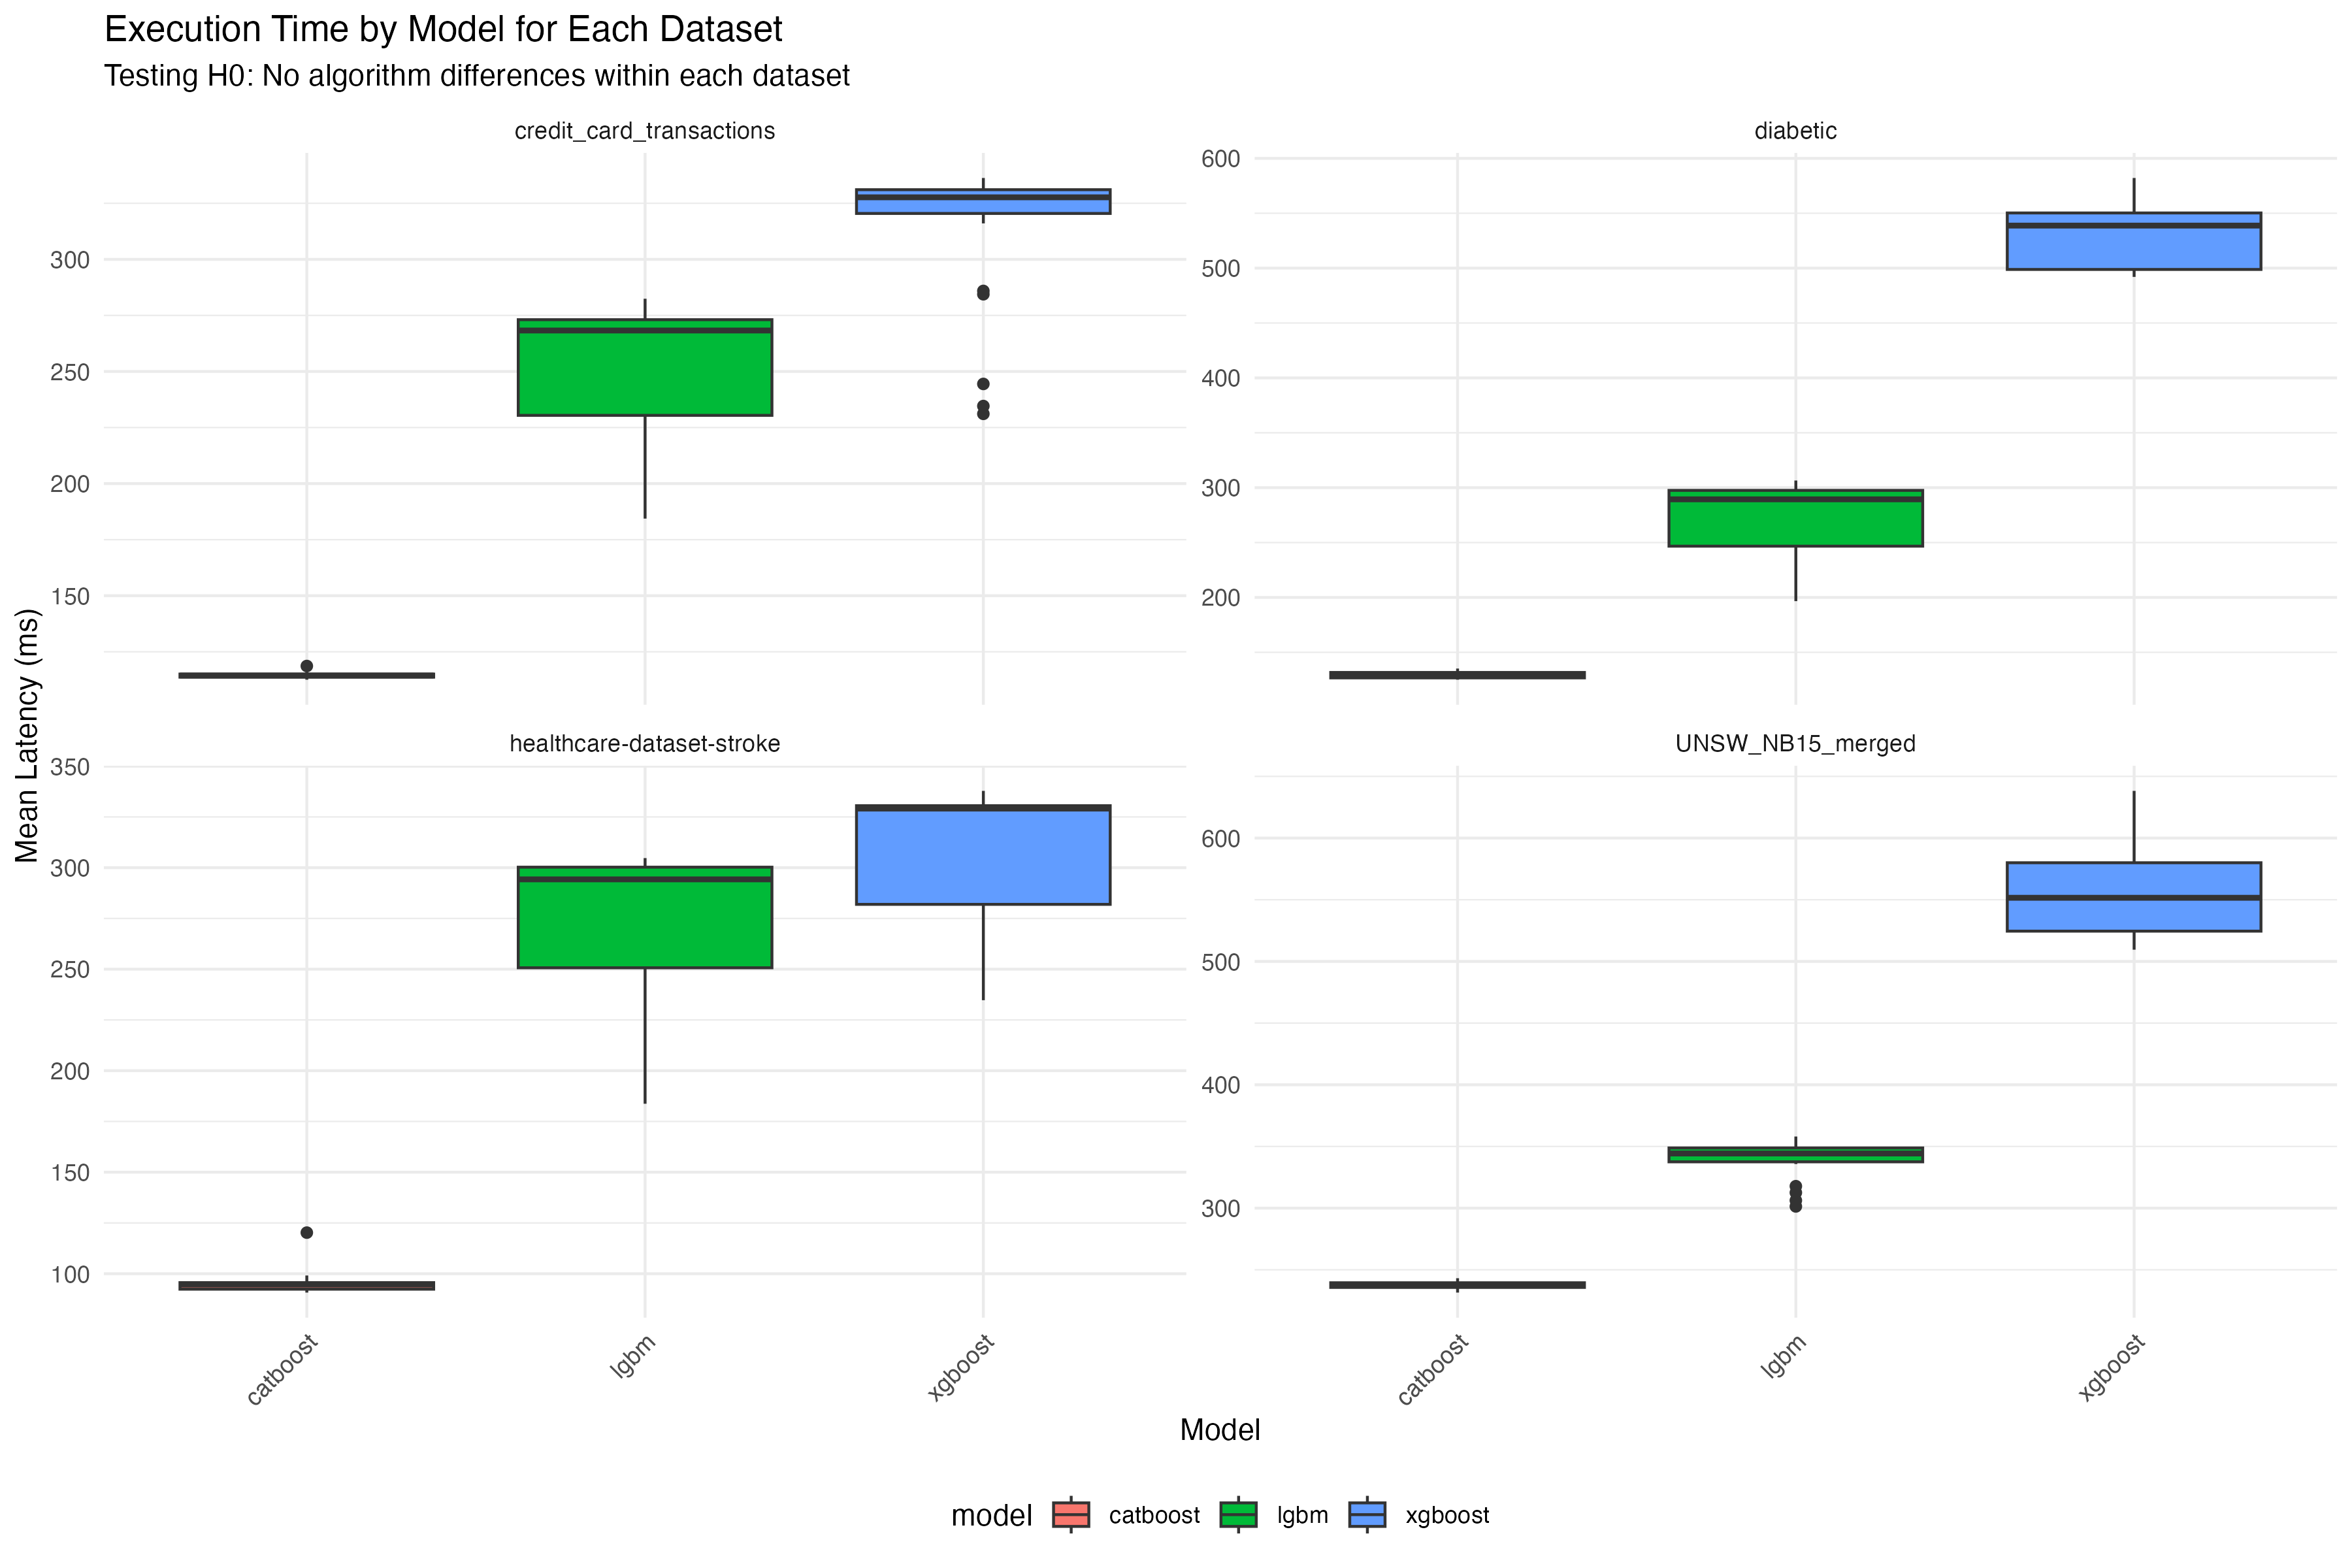 Execution Time by Model for Each Dataset
Testing H0: No algorithm differences within each dataset
credit_card_transactions
300
250
200
150
diabetic
600
500
400
300
200
Mean Latency (ms)
healthcare-dataset-stroke
350
300
250
200
150
100
catboost
lgbm
xgboost
UNSW_NB15_merged
600
500
400
300
catboost
lgbm
xgboost
Model
model catboost lgbm xgboost